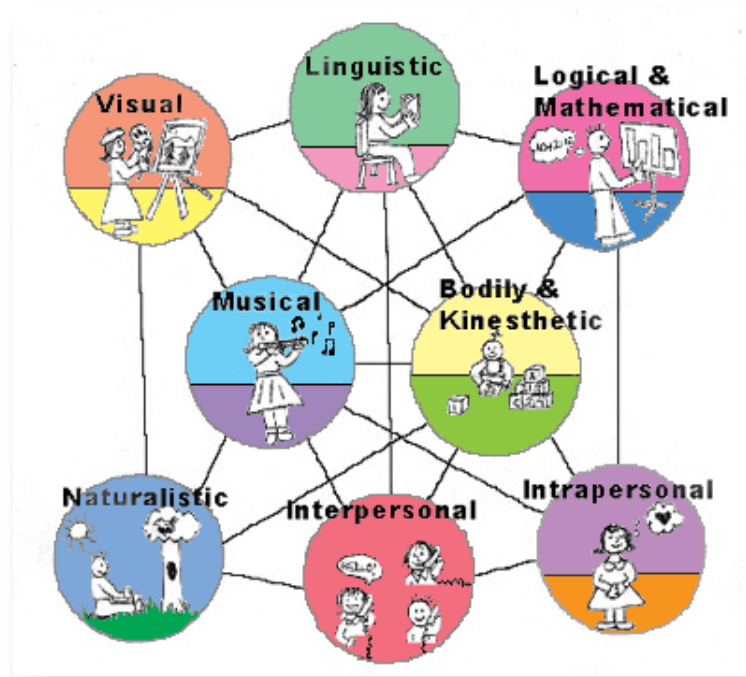 Linguistic
Visual
Logical &
Mathematical
Musical
Bodily &
Kinesthetic
Naturalistic
Interpersonal
Intrapersonal